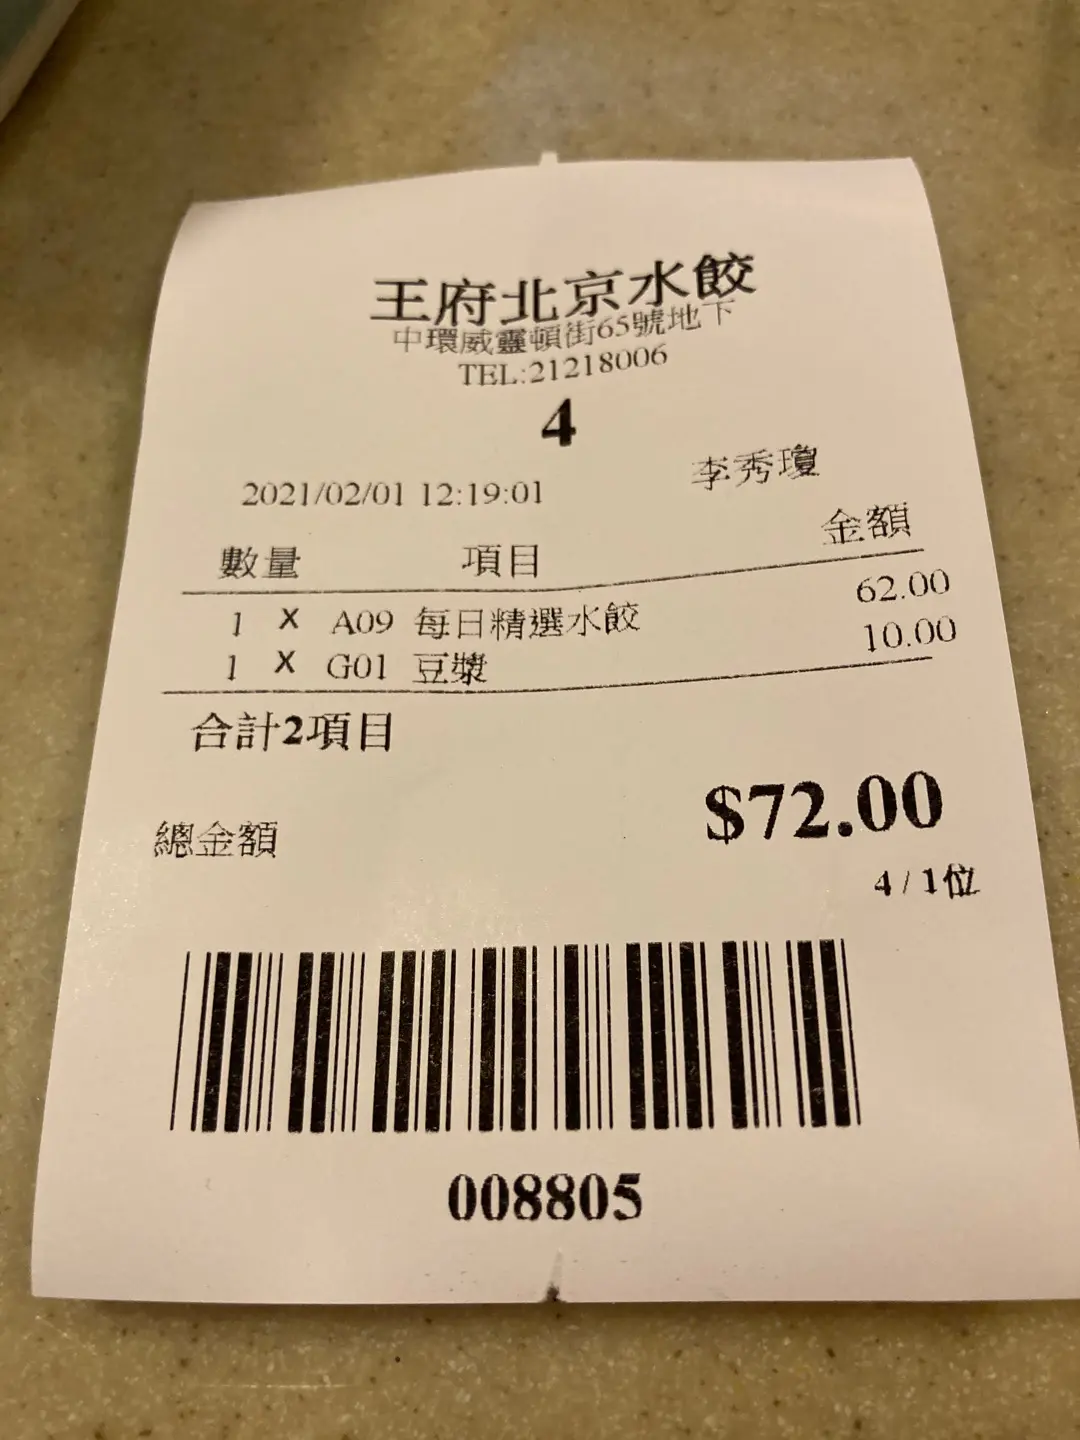 王府北京水餃
中環威靈頓街65號地下
TEL:21218006
4
2021/02/01 12:19:01 李秀瓊
數量 項目 金額
1 X A09 每日精選水餃 62.00
1 X G01 豆漿 10.00
合計2項目
總金額 $72.00
4 / 1位
008805